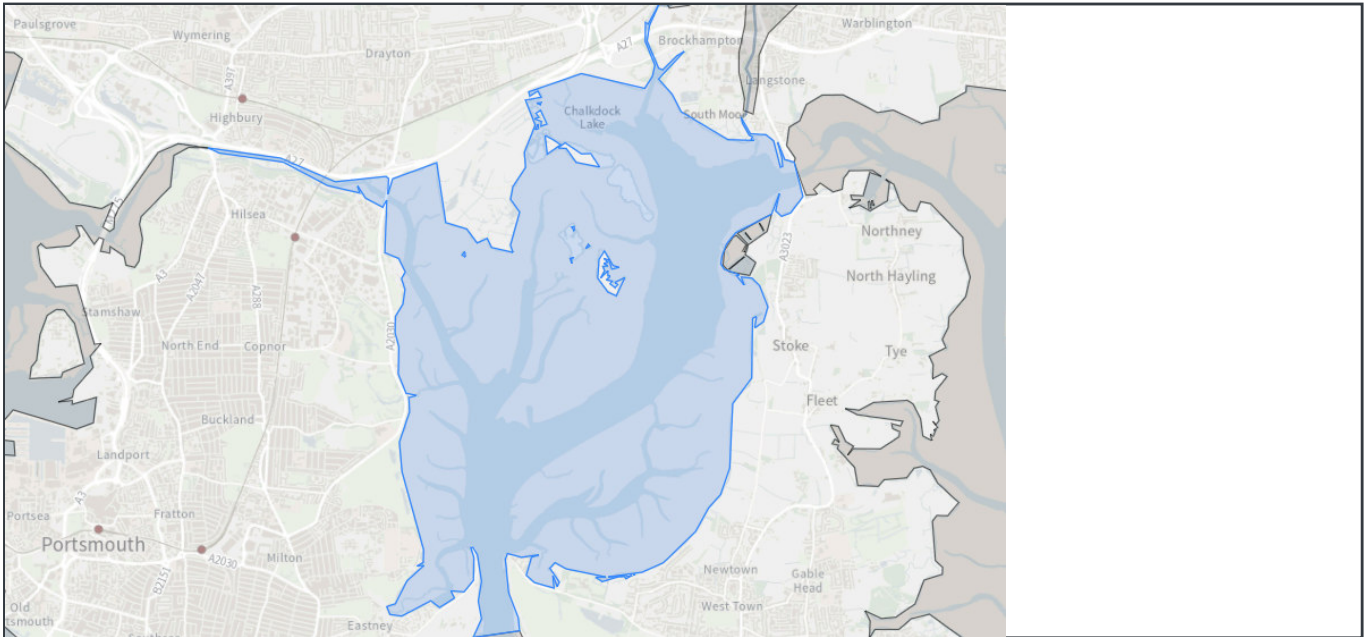 Paulsgrove
Wymering
Warblington
Drayton
A27
Brockhampton
A397
Langstone
Highbury
Chalkdock
Lake
South Moor
A27
Hilsea
Northney
A3023
A3
A2047
A288
North Hayling
Stamshaw
North End
Copnor
A2030
Stoke
Tye
Fleet
Buckland
Landport
A3
Portsea
Fratton
Portsmouth
Milton
A2030
B2151
Newtown
Gable
Head
West Town
Old
tsmouth
Eastney